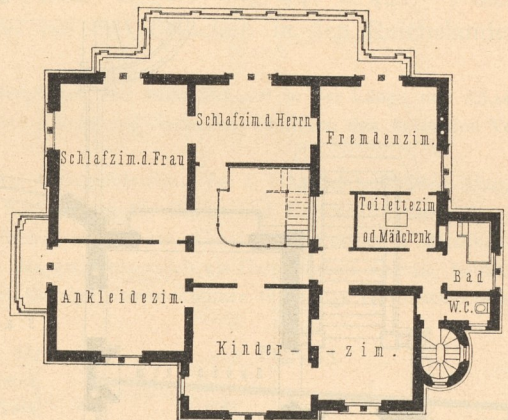 Schlafzim.d.Herrn
Fremdenzim.
Schlafzim.d.Frau
Toilettezim
od.Mädchenk.
Bad
Ankleidezim.
W.C.
Kinder - - zim.